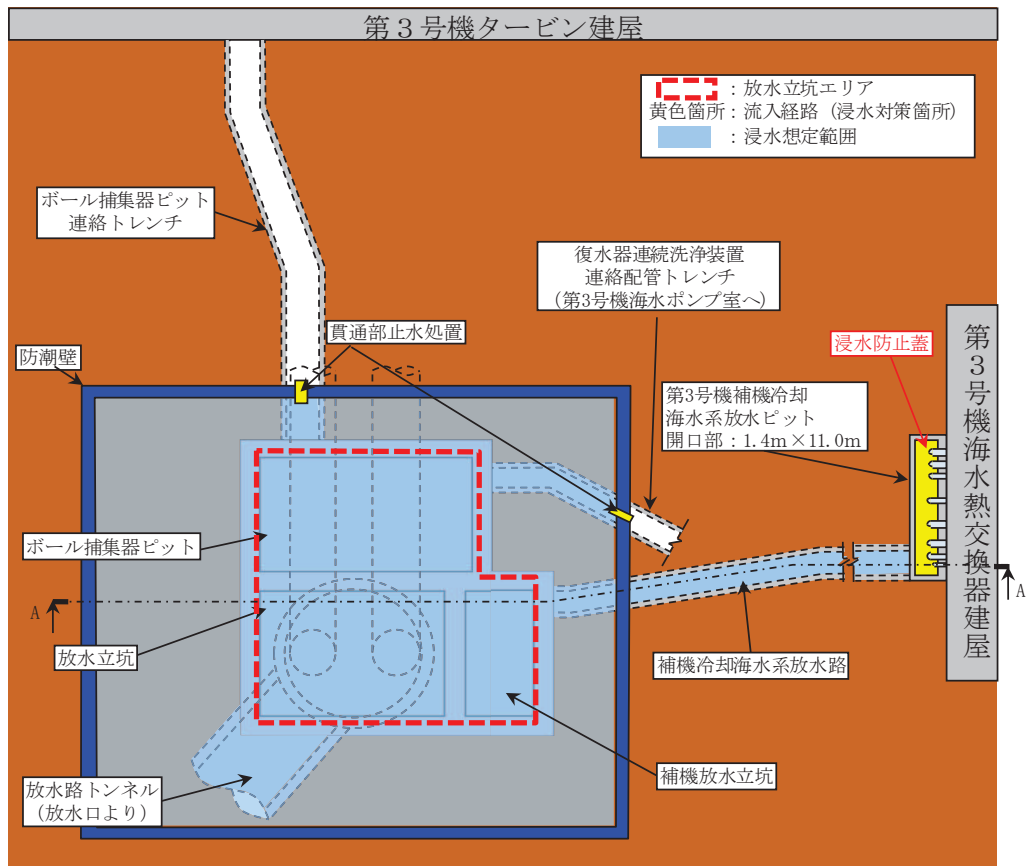 第３号機タービン建屋
：放水立坑エリア
黄色箇所：流入経路（浸水対策箇所）
：浸水想定範囲
ボール捕集器ピット
連絡トレンチ
復水器連続洗浄装置
連絡配管トレンチ
（第3号機海水ポンプ室へ）
貫通部止水処置
防潮壁
浸水防止蓋
第3号機補機冷却
海水系放水ピット
開口部：1.4m×11.0m
第３号機海水熱交換器建屋
ボール捕集器ピット
A
A
放水立坑
補機冷却海水系放水路
放水路トンネル
（放水口より）
補機放水立坑